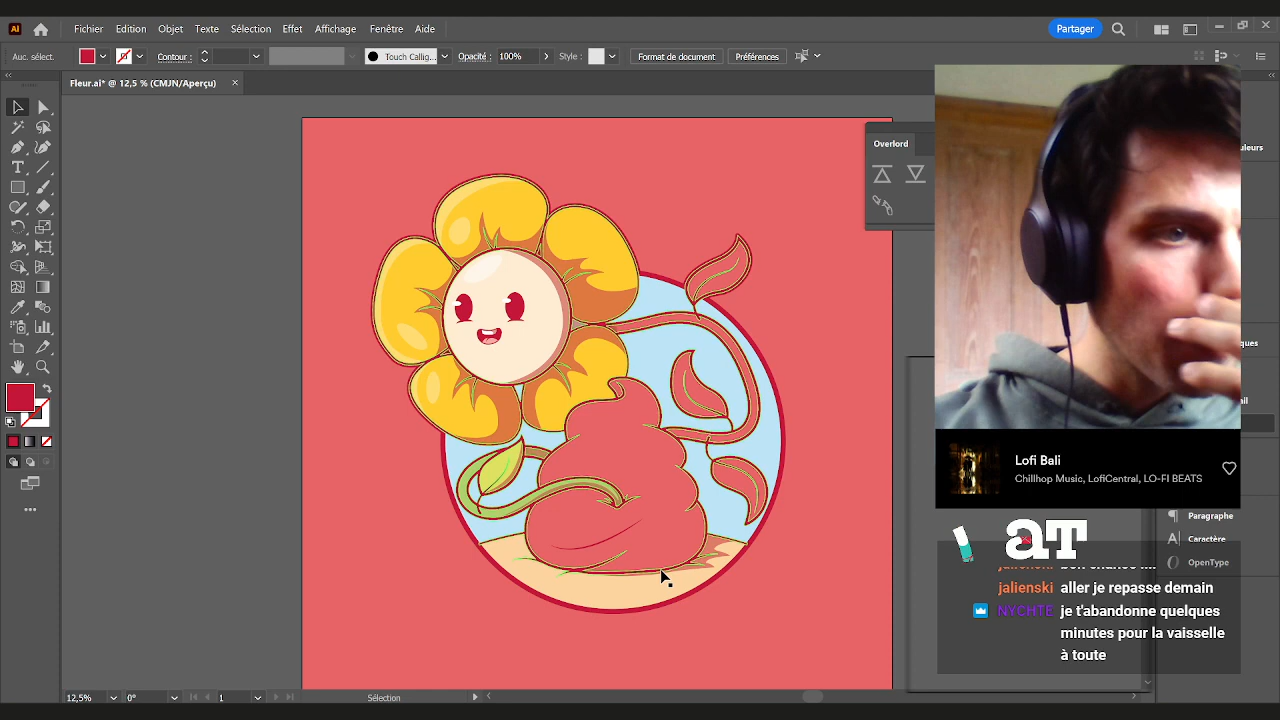 Ai Fichier Edition Objet Texte Sélection Effet Affichage Fenêtre Aide Partager
Auc. sélect. Contour : Touch Callig... Opacité : 100% Style : Format de document Préférences
Fleur.ai* @ 12,5 % (CMJN/Aperçu) ×
Overlord
Lofi Bali
Chillhop Music, LofiCentral, LO-FI BEATS
Paragraphe
at
Caractère
OpenType
jalienski aller je repasse demain
NYCHTE je t'abandonne quelques
minutes pour la vaisselle
à toute
12,5% 0° 1 Sélection